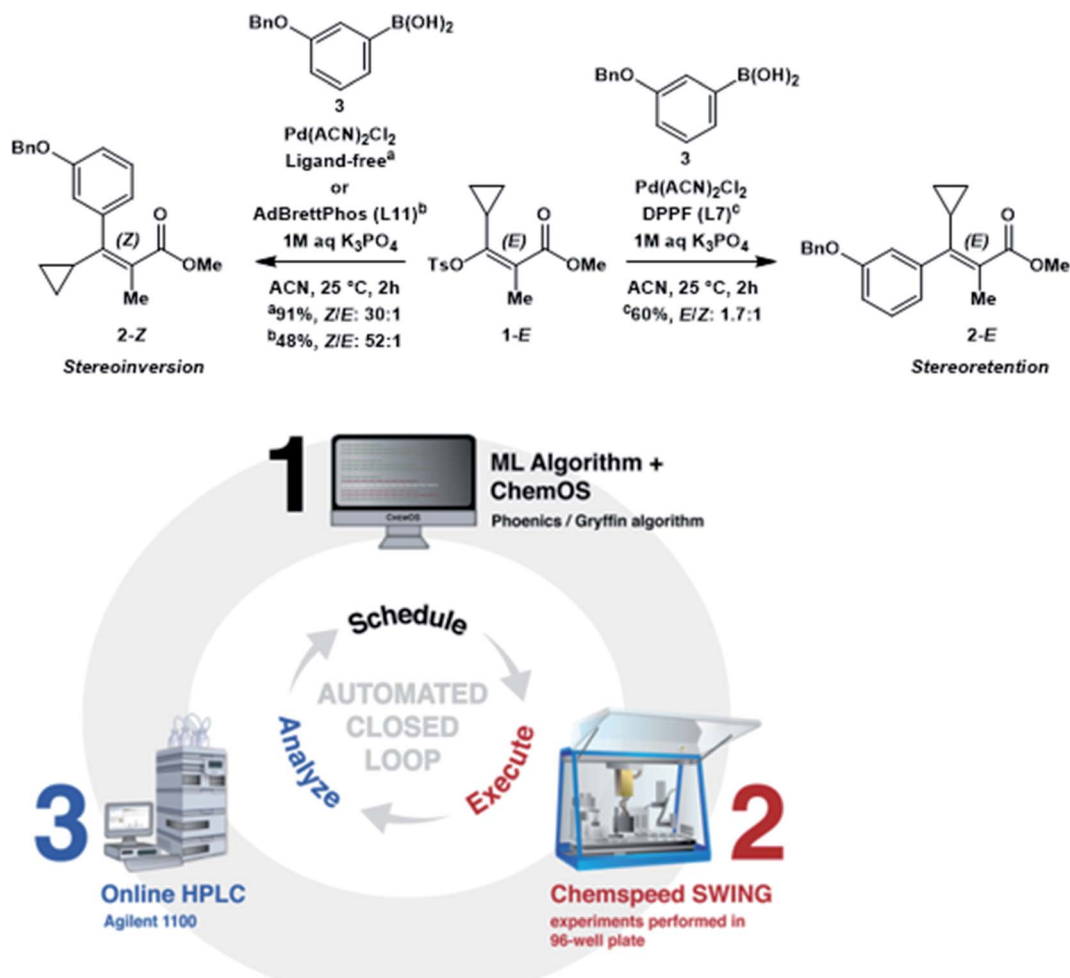 BnO
B(OH)₂
3
Pd(ACN)₂Cl₂
Ligand-freeᵃ
or
AdBrettPhos (L11)ᵇ
1M aq K₃PO₄
ACN, 25 °C, 2h
ᵃ91%, Z/E: 30:1
ᵇ48%, Z/E: 52:1
BnO
(Z)
O
OMe
Me
2-Z
Stereoinversion
TsO
(E)
O
OMe
Me
1-E
BnO
B(OH)₂
3
Pd(ACN)₂Cl₂
DPPF (L7)ᶜ
1M aq K₃PO₄
ACN, 25 °C, 2h
ᶜ60%, E/Z: 1.7:1
BnO
(E)
O
OMe
Me
2-E
Stereoretention
1
ChemOS
ML Algorithm +
ChemOS
Phoenics / Gryffin algorithm
Schedule
AUTOMATED
CLOSED
LOOP
Execute
Analyze
2
Chemspeed SWING
experiments performed in
96-well plate
3
Online HPLC
Agilent 1100